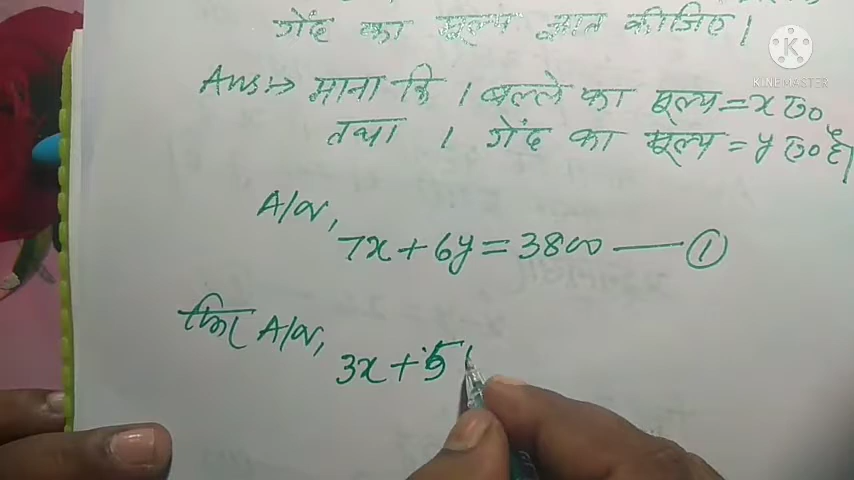 गेंद का मूल्य ज्ञात कीजिए।
Ans:→ माना कि 1 बल्ले का मूल्य = x रु०
तथा 1 गेंद का मूल्य = y रु० है।
A/Q,
7x + 6y = 3800 — ①
फिर A/Q,
3x + 5
K
KINEMASTER